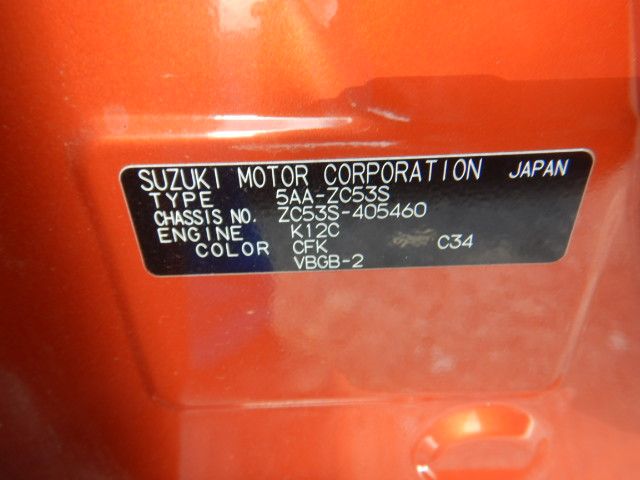 SUZUKI MOTOR CORPORATION JAPAN
TYPE 5AA-ZC53S
CHASSIS NO. ZC53S-405460
ENGINE K12C
COLOR CFK C34
VBGB-2